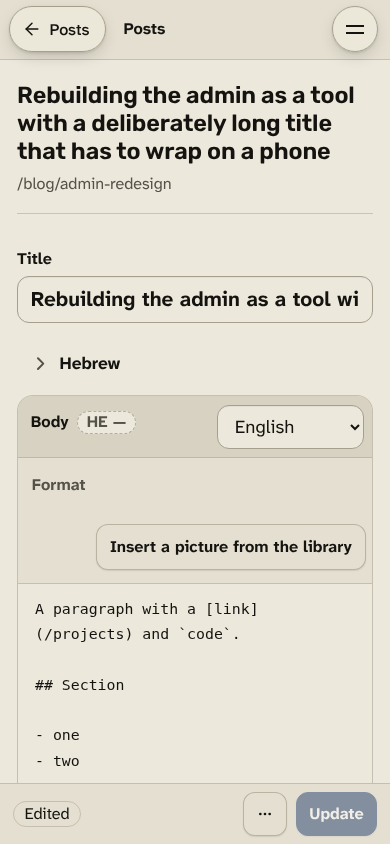 ← Posts
Posts
Rebuilding the admin as a tool
with a deliberately long title
that has to wrap on a phone
/blog/admin-redesign
Title
Rebuilding the admin as a tool wi
Hebrew
Body
HE —
English
Format
Insert a picture from the library
A paragraph with a [link]
(/projects) and `code`.
## Section
- one
- two
Edited
...
Update